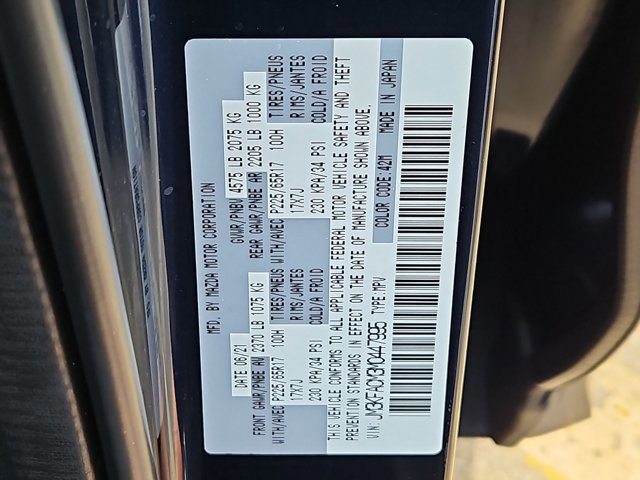 MFD. BY MAZDA MOTOR CORPORATION
DATE 06/21 GVWR/PNBV 4575 LB 2075 KG
FRONT GAWR/PNBE AV 2370 LB 1075 KG REAR GAWR/PNBE AR 2205 LB 1000 KG
WITH/AVEC P225/65R17 100H TIRES/PNEUS WITH/AVEC P225/65R17 100H TIRES/PNEUS
17X7J RIMS/JANTES 17X7J RIMS/JANTES
230 KPA/34 PSI COLD/A FROID 230 KPA/34 PSI COLD/A FROID
THIS VEHICLE CONFORMS TO ALL APPLICABLE FEDERAL MOTOR VEHICLE SAFETY AND THEFT
PREVENTION STANDARDS IN EFFECT ON THE DATE OF MANUFACTURE SHOWN ABOVE.
VIN: JM3KFACM3M0447995 TYPE:MPV COLOR CODE:42M MADE IN JAPAN